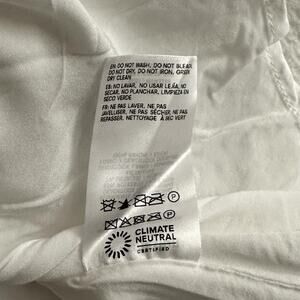 EN: DO NOT WASH, DO NOT BLEACH,
DO NOT DRY, DO NOT IRON, GREEN
DRY CLEAN
ES: NO LAVAR, NO USAR LEJÍA, NO
SECAR, NO PLANCHAR, LIMPIEZA EN
SECO VERDE
FR: NE PAS LAVER, NE PAS
JAVELLISER, NE PAS SÉCHER, NE PAS
REPASSER, NETTOYAGE À SEC VERT
CLIMATE
NEUTRAL
CERTIFIED